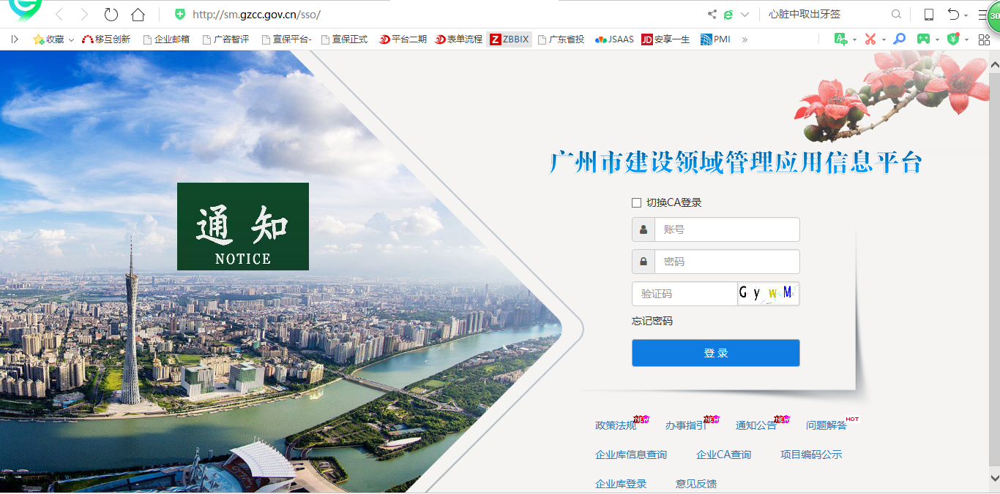 http://sm.gzcc.gov.cn/sso/
心脏中取出牙签
30
收藏 移互创新 企业邮箱 广咨智评 宣保平台- 宣保正式 平台二期 表单流程 ZBBIX 广东省投 JSAAS 安享一生 PMI »
通知
NOTICE
广州市建设领域管理应用信息平台
切换CA登录
账号
密码
验证码 G y w M
忘记密码
登 录
政策法规 NEW 办事指引 NEW 通知公告 NEW 问题解答 HOT
企业库信息查询 企业CA查询 项目编码公示
企业库登录 意见反馈